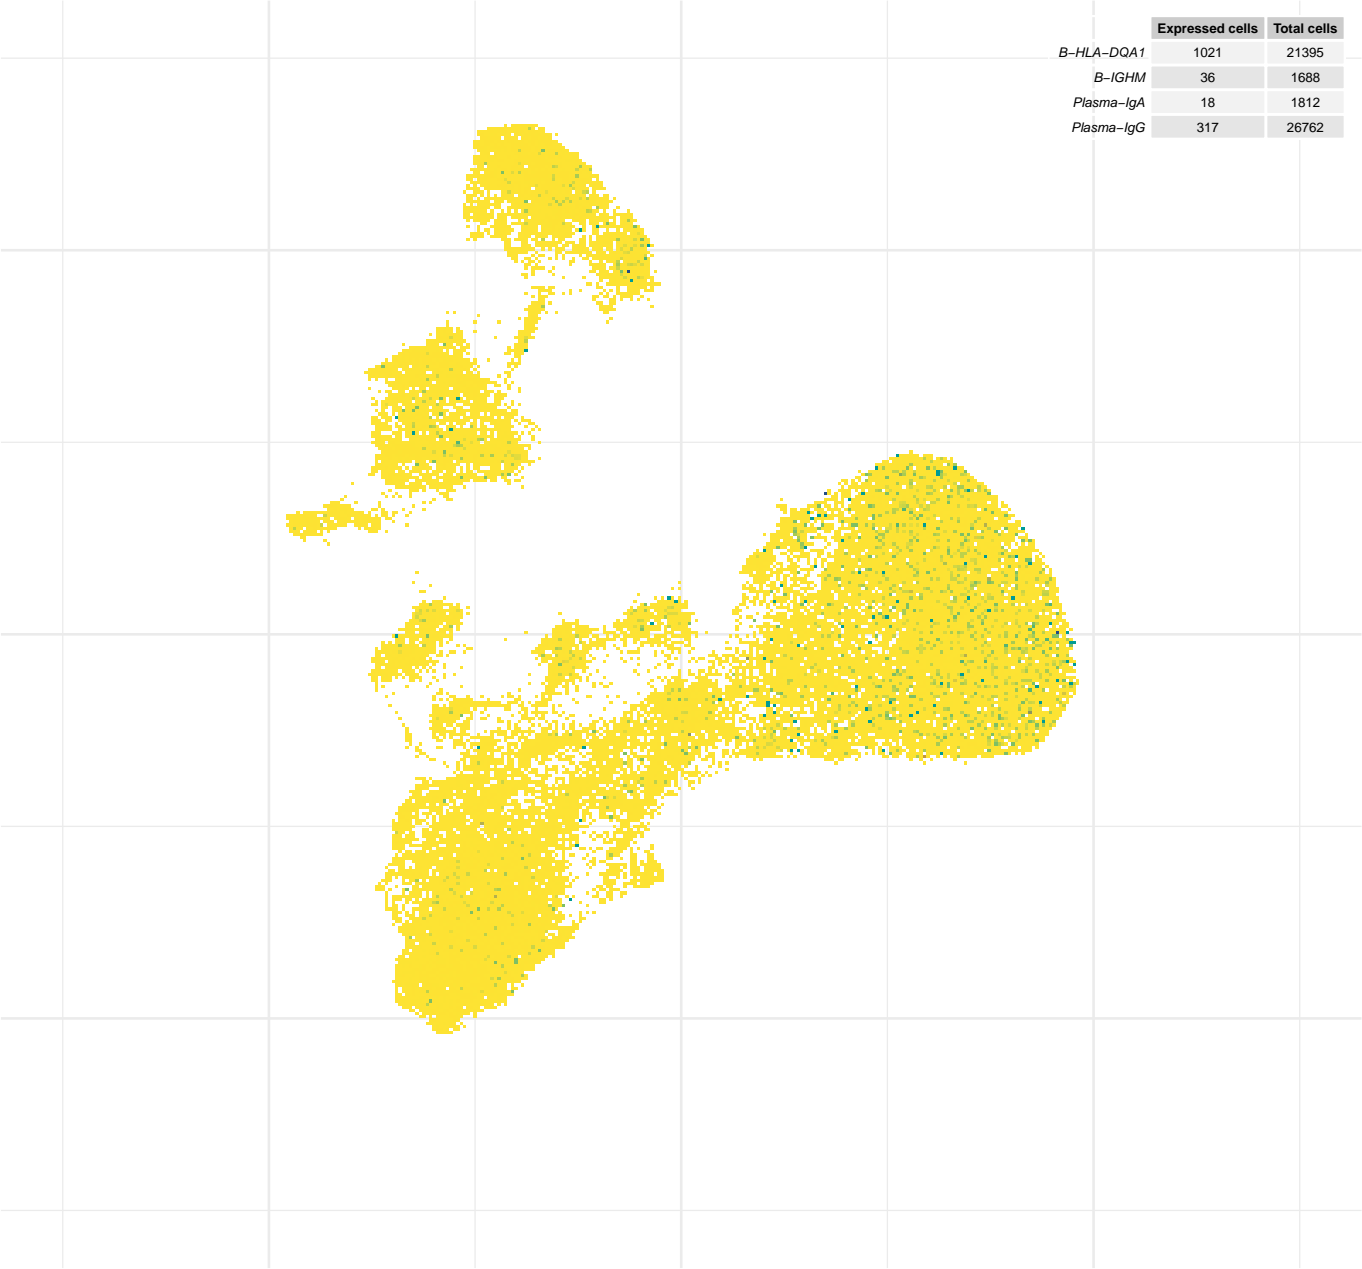 Expressed cells Total cells
B−HLA−DQA1 1021 21395
B−IGHM 36 1688
Plasma−IgA 18 1812
Plasma−IgG 317 26762